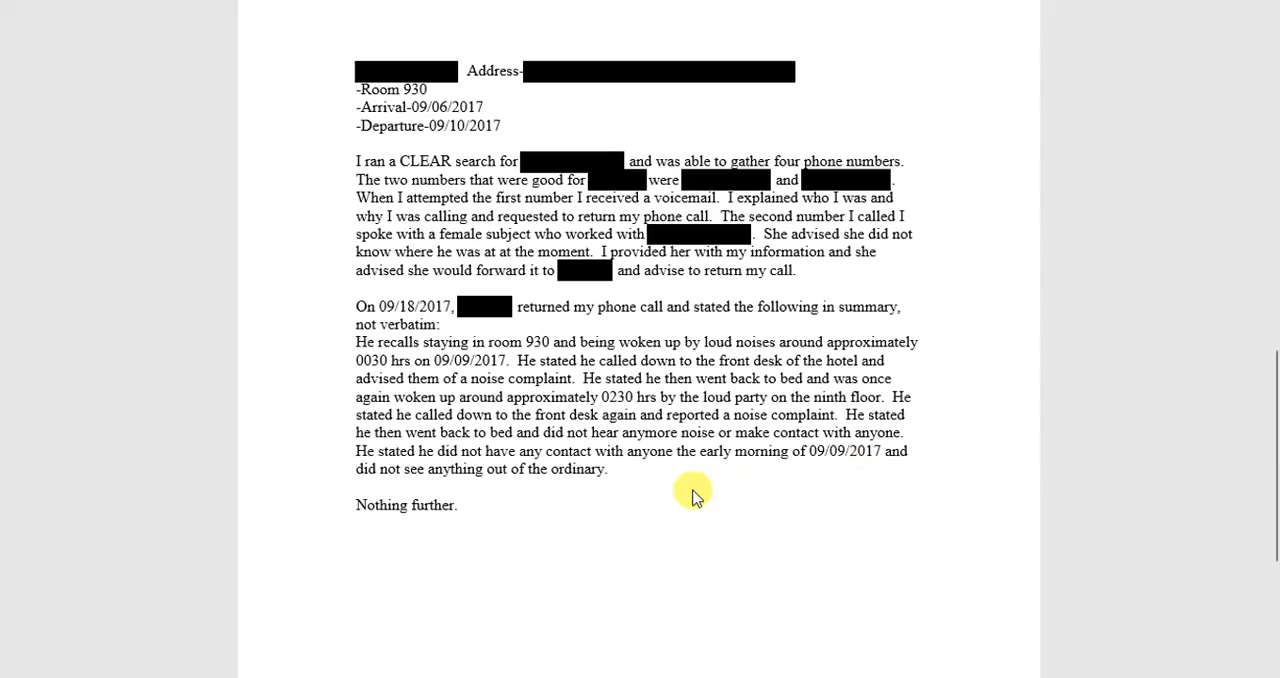 Address-
-Room 930
-Arrival-09/06/2017
-Departure-09/10/2017
I ran a CLEAR search for and was able to gather four phone numbers.
The two numbers that were good for were and .
When I attempted the first number I received a voicemail. I explained who I was and
why I was calling and requested to return my phone call. The second number I called I
spoke with a female subject who worked with . She advised she did not
know where he was at at the moment. I provided her with my information and she
advised she would forward it to and advise to return my call.
On 09/18/2017, returned my phone call and stated the following in summary,
not verbatim:
He recalls staying in room 930 and being woken up by loud noises around approximately
0030 hrs on 09/09/2017. He stated he called down to the front desk of the hotel and
advised them of a noise complaint. He stated he then went back to bed and was once
again woken up around approximately 0230 hrs by the loud party on the ninth floor. He
stated he called down to the front desk again and reported a noise complaint. He stated
he then went back to bed and did not hear anymore noise or make contact with anyone.
He stated he did not have any contact with anyone the early morning of 09/09/2017 and
did not see anything out of the ordinary.
Nothing further.